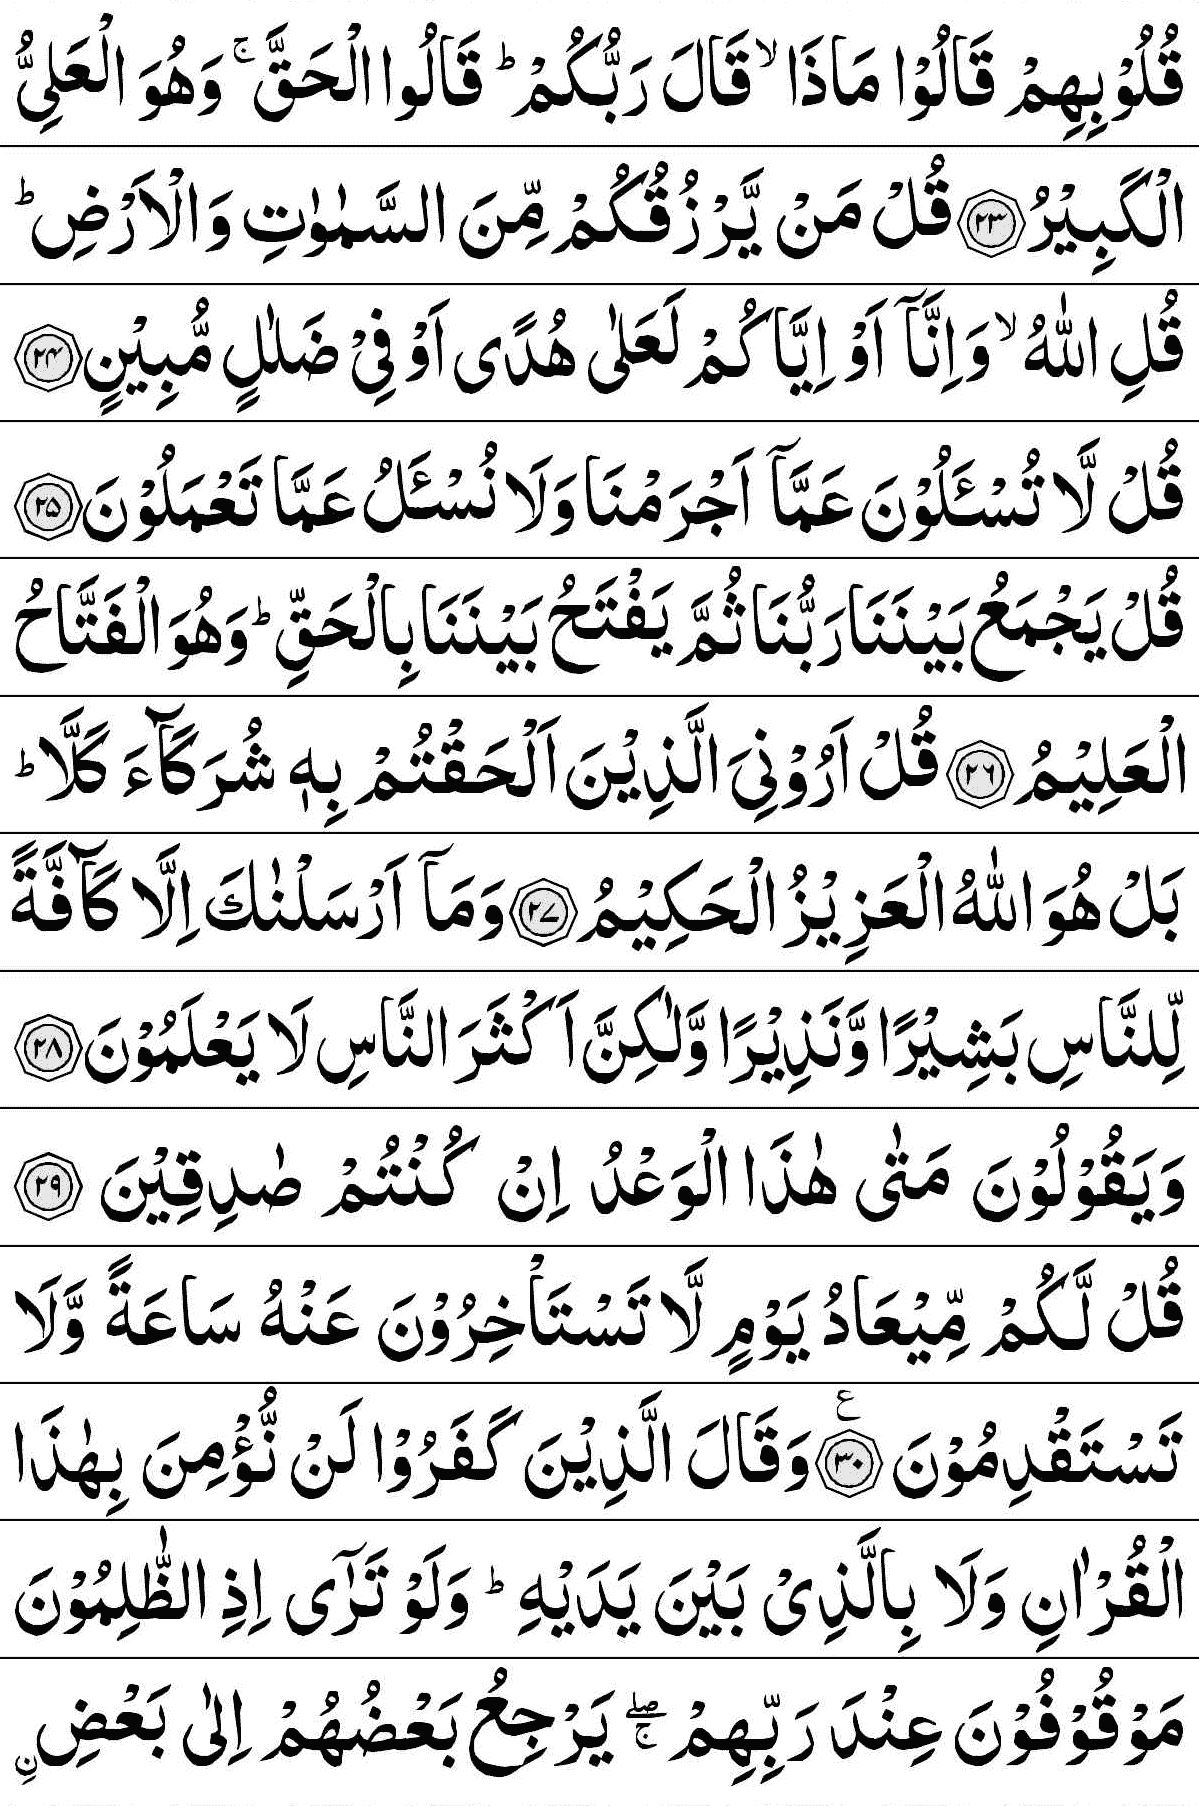 قُلُوْبِهِمْ قَالُوْا مَاذَا ۙ قَالَ رَبُّكُمْ ؕ قَالُوا الْحَقَّ ۚ وَهُوَ الْعَلِىُّ
الْكَبِيْرُ ﴿۲۳﴾ قُلْ مَنْ يَّرْزُقُكُمْ مِّنَ السَّمٰوٰتِ وَالْاَرْضِ ؕ
قُلِ اللّٰهُ ۙ وَاِنَّاۤ اَوْ اِيَّاكُمْ لَعَلٰى هُدًى اَوْ فِىْ ضَلٰلٍ مُّبِيْنٍ ﴿۲۴﴾
قُلْ لَّا تُسْـَٔلُوْنَ عَمَّاۤ اَجْرَمْنَا وَلَا نُسْـَٔلُ عَمَّا تَعْمَلُوْنَ ﴿۲۵﴾
قُلْ يَجْمَعُ بَيْنَنَا رَبُّنَا ثُمَّ يَفْتَحُ بَيْنَنَا بِالْحَقِّ ؕ وَهُوَ الْفَتَّاحُ
الْعَلِيْمُ ﴿۲۶﴾ قُلْ اَرُوْنِىَ الَّذِيْنَ اَلْحَقْتُمْ بِهٖ شُرَكَآءَ كَلَّا ؕ
بَلْ هُوَ اللّٰهُ الْعَزِيْزُ الْحَكِيْمُ ﴿۲۷﴾ وَمَاۤ اَرْسَلْنٰكَ اِلَّا كَآفَّةً
لِّلنَّاسِ بَشِيْرًا وَّنَذِيْرًا وَّلٰكِنَّ اَكْثَرَ النَّاسِ لَا يَعْلَمُوْنَ ﴿۲۸﴾
وَيَقُوْلُوْنَ مَتٰى هٰذَا الْوَعْدُ اِنْ كُنْتُمْ صٰدِقِيْنَ ﴿۲۹﴾
قُلْ لَّكُمْ مِّيْعَادُ يَوْمٍ لَّا تَسْتَاْخِرُوْنَ عَنْهُ سَاعَةً وَّلَا
تَسْتَقْدِمُوْنَ ﴿۳۰﴾ ع وَقَالَ الَّذِيْنَ كَفَرُوْا لَنْ نُّؤْمِنَ بِهٰذَا
الْقُرْاٰنِ وَلَا بِالَّذِىْ بَيْنَ يَدَيْهِ ؕ وَلَوْ تَرٰٓى اِذِ الظّٰلِمُوْنَ
مَوْقُوْفُوْنَ عِنْدَ رَبِّهِمْ ۖۚ يَرْجِعُ بَعْضُهُمْ اِلٰى بَعْضِ نِ